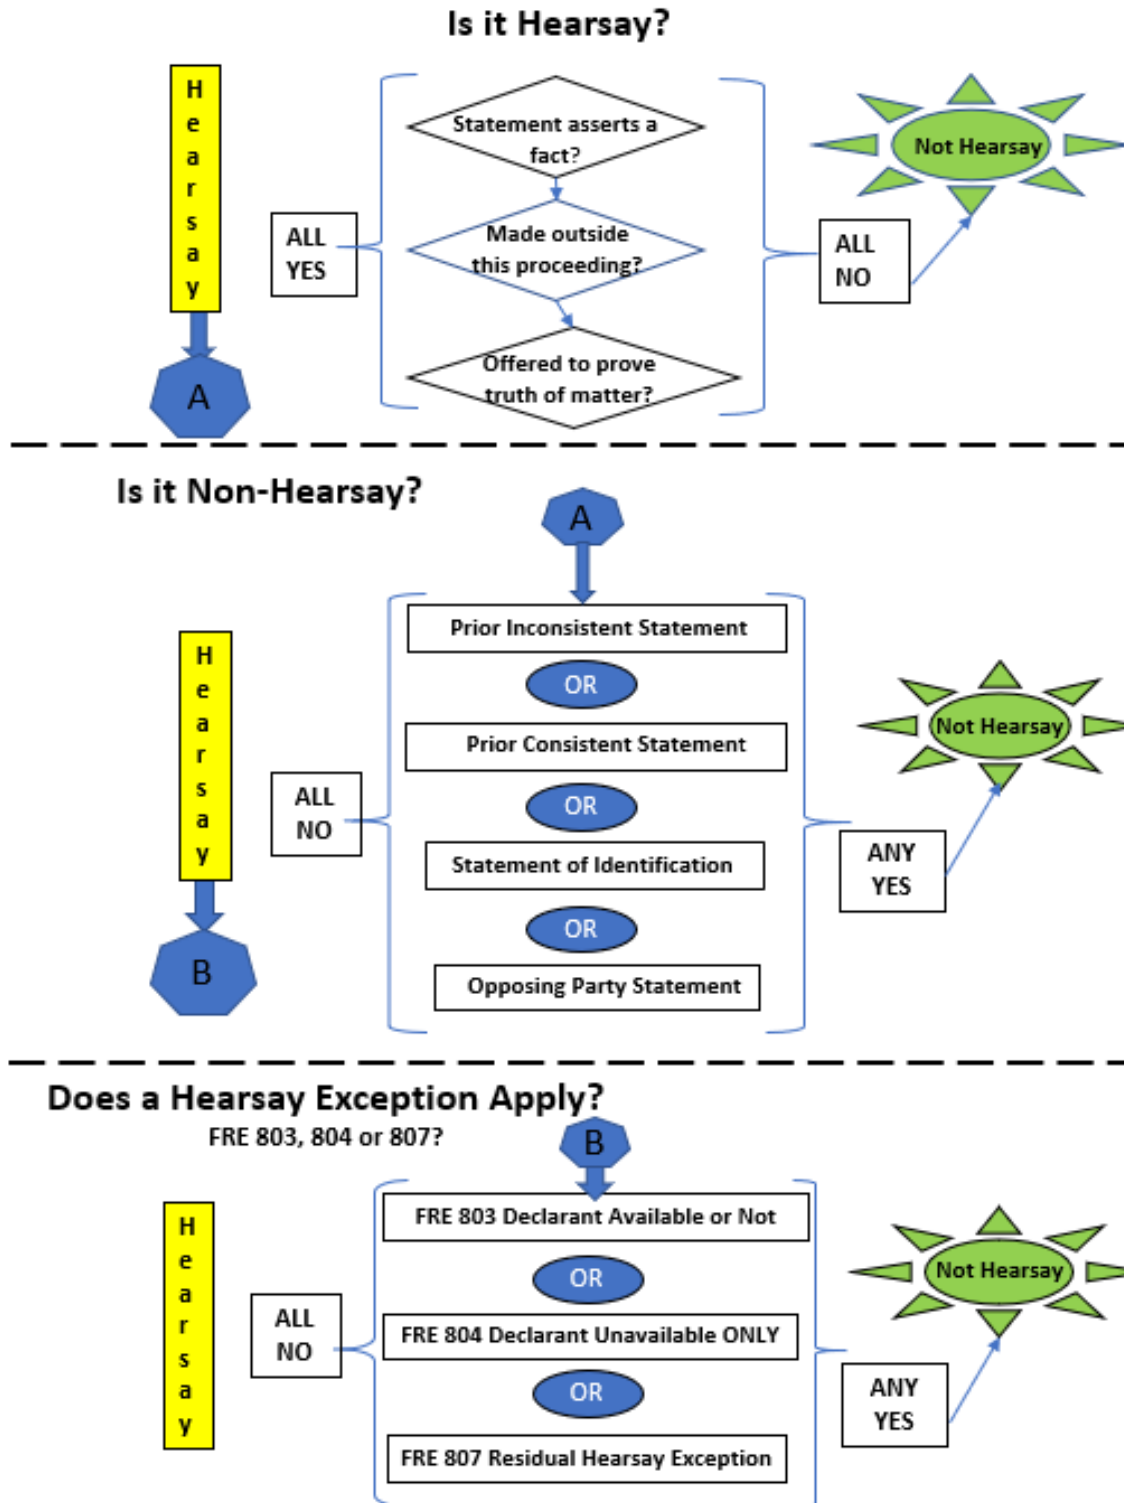 Is it Hearsay?
H
e
a
r
s
a
y
A
ALL
YES
Statement asserts a
fact?
Made outside
this proceeding?
Offered to prove
truth of matter?
ALL
NO
Not Hearsay
Is it Non-Hearsay?
A
H
e
a
r
s
a
y
B
ALL
NO
Prior Inconsistent Statement
OR
Prior Consistent Statement
OR
Statement of Identification
OR
Opposing Party Statement
ANY
YES
Not Hearsay
Does a Hearsay Exception Apply?
FRE 803, 804 or 807?
B
H
e
a
r
s
a
y
ALL
NO
FRE 803 Declarant Available or Not
OR
FRE 804 Declarant Unavailable ONLY
OR
FRE 807 Residual Hearsay Exception
ANY
YES
Not Hearsay